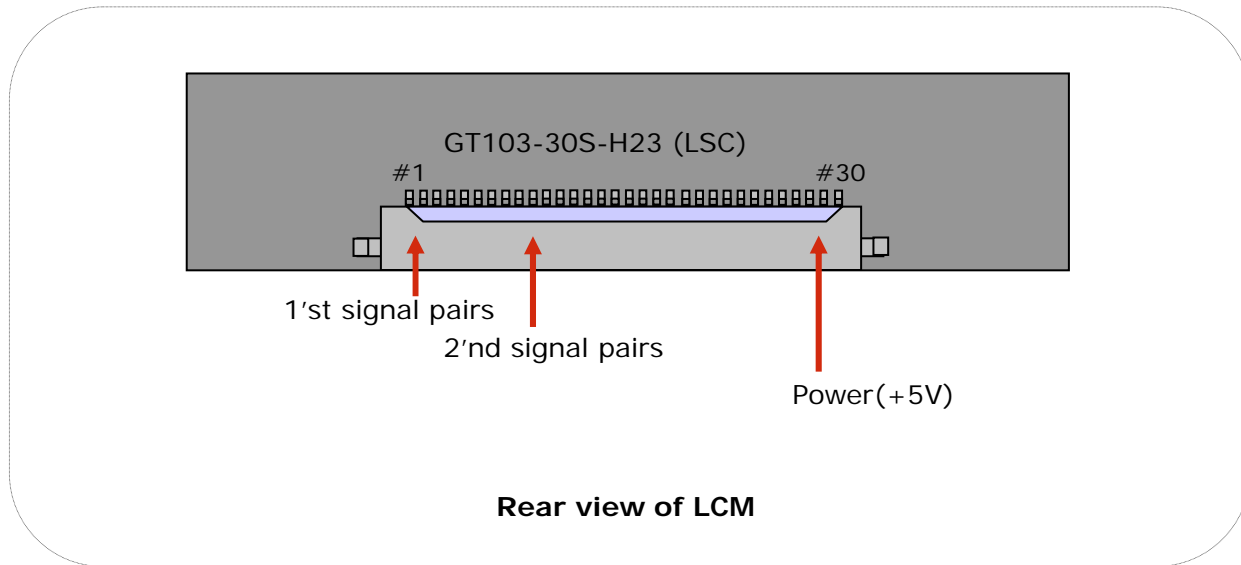 GT103-30S-H23 (LSC)
#1
#30
1'st signal pairs
2'nd signal pairs
Power(+5V)
Rear view of LCM